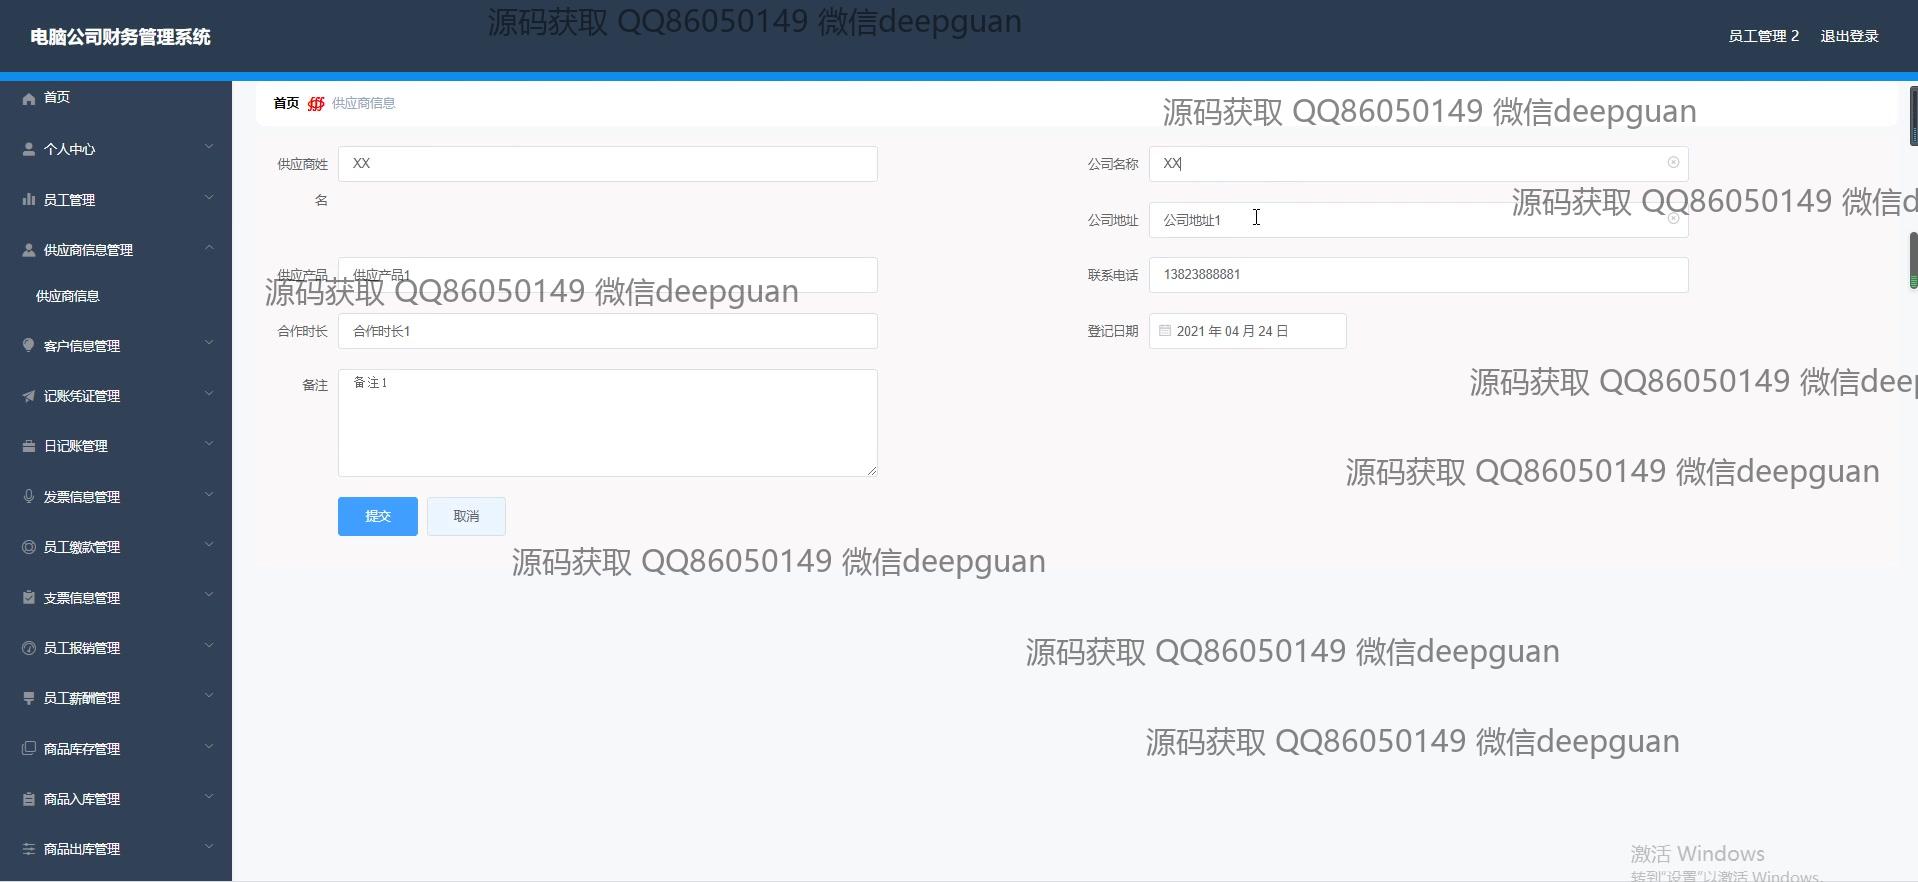 源码获取 QQ86050149 微信deepguan
电脑公司财务管理系统
员工管理 2 退出登录
首页
个人中心
员工管理
供应商信息管理
供应商信息
客户信息管理
记账凭证管理
日记账管理
发票信息管理
员工缴款管理
支票信息管理
员工报销管理
员工薪酬管理
商品库存管理
商品入库管理
商品出库管理
首页 供应商信息
源码获取 QQ86050149 微信deepguan
供应商姓名 XX
公司名称 XX
源码获取 QQ86050149 微信d
公司地址 公司地址1
供应产品 供应产品1
联系电话 13823888881
源码获取 QQ86050149 微信deepguan
合作时长 合作时长1
登记日期 2021 年 04 月 24 日
备注 备注1
源码获取 QQ86050149 微信deep
源码获取 QQ86050149 微信deepguan
提交 取消
源码获取 QQ86050149 微信deepguan
源码获取 QQ86050149 微信deepguan
源码获取 QQ86050149 微信deepguan
激活 Windows
转到"设置"以激活 Windows。